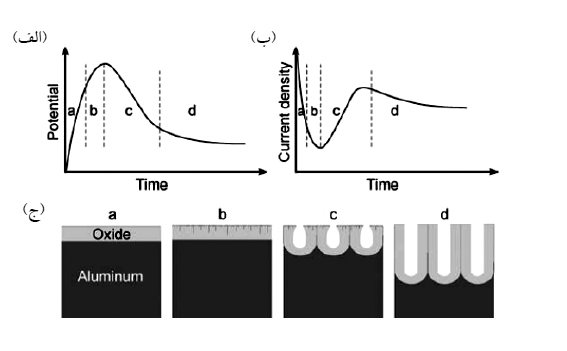 (الف)
Potential
a
b
c
d
Time
(ب)
Current density
a
b
c
d
Time
(ج)
a
b
c
d
Oxide
Aluminum